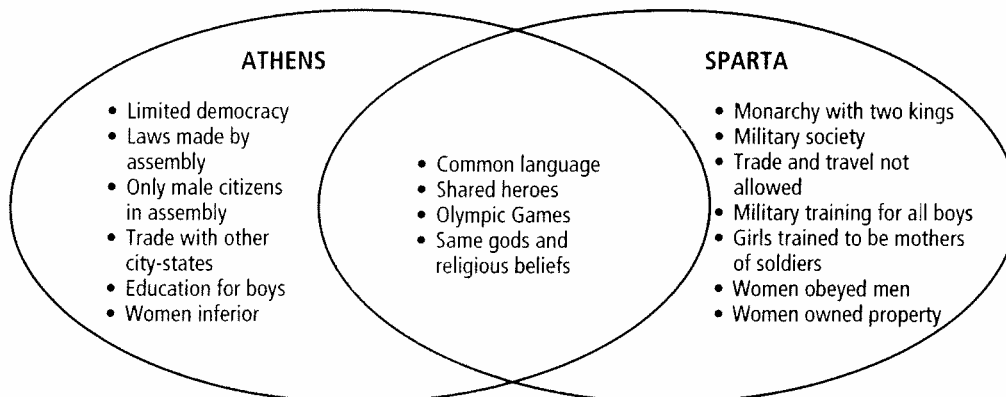 ATHENS
• Limited democracy
• Laws made by
assembly
• Only male citizens
in assembly
• Trade with other
city-states
• Education for boys
• Women inferior
• Common language
• Shared heroes
• Olympic Games
• Same gods and
religious beliefs
SPARTA
• Monarchy with two kings
• Military society
• Trade and travel not
allowed
• Military training for all boys
• Girls trained to be mothers
of soldiers
• Women obeyed men
• Women owned property